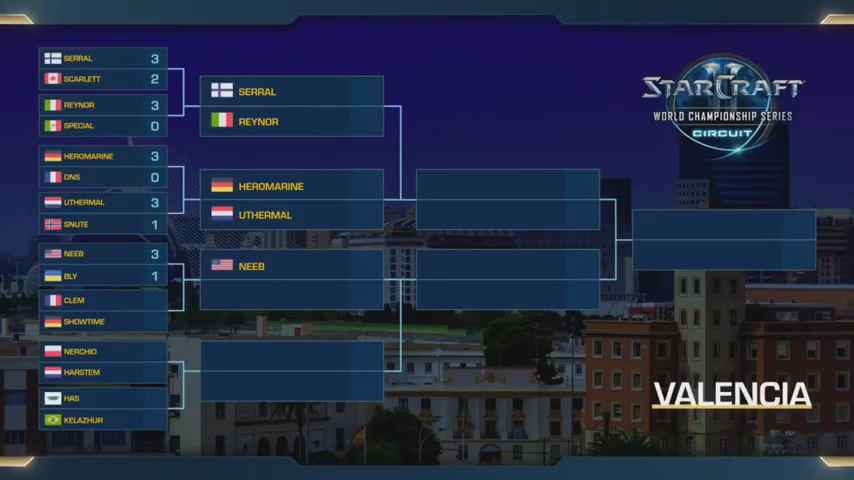 SERRAL 3
SCARLETT 2
REYNOR 3
SPECIAL 0
HEROMARINE 3
DNS 0
UTHERMAL 3
SNUTE 1
NEEB 3
BLY 1
CLEM
SHOWTIME
NERCHIO
HARSTEM
HAS
KELAZHUR
SERRAL
REYNOR
HEROMARINE
UTHERMAL
NEEB
STARCRAFT
II
WORLD CHAMPIONSHIP SERIES
CIRCUIT
VALENCIA